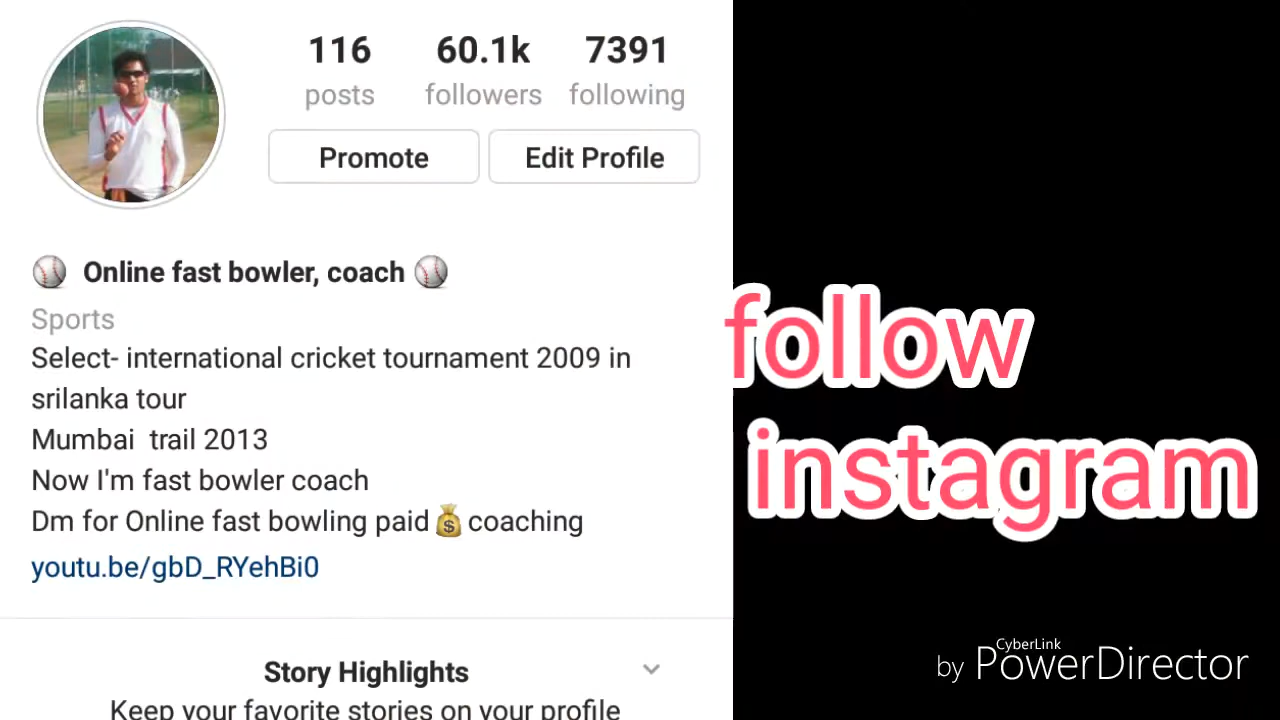 116 60.1k 7391
posts followers following
Promote Edit Profile
Online fast bowler, coach
Sports
Select- international cricket tournament 2009 in
srilanka tour
Mumbai trail 2013
Now I'm fast bowler coach
Dm for Online fast bowling paid coaching
youtu.be/gbD_RYehBi0
Story Highlights
Keep your favorite stories on your profile
follow
instagram
CyberLink
by PowerDirector